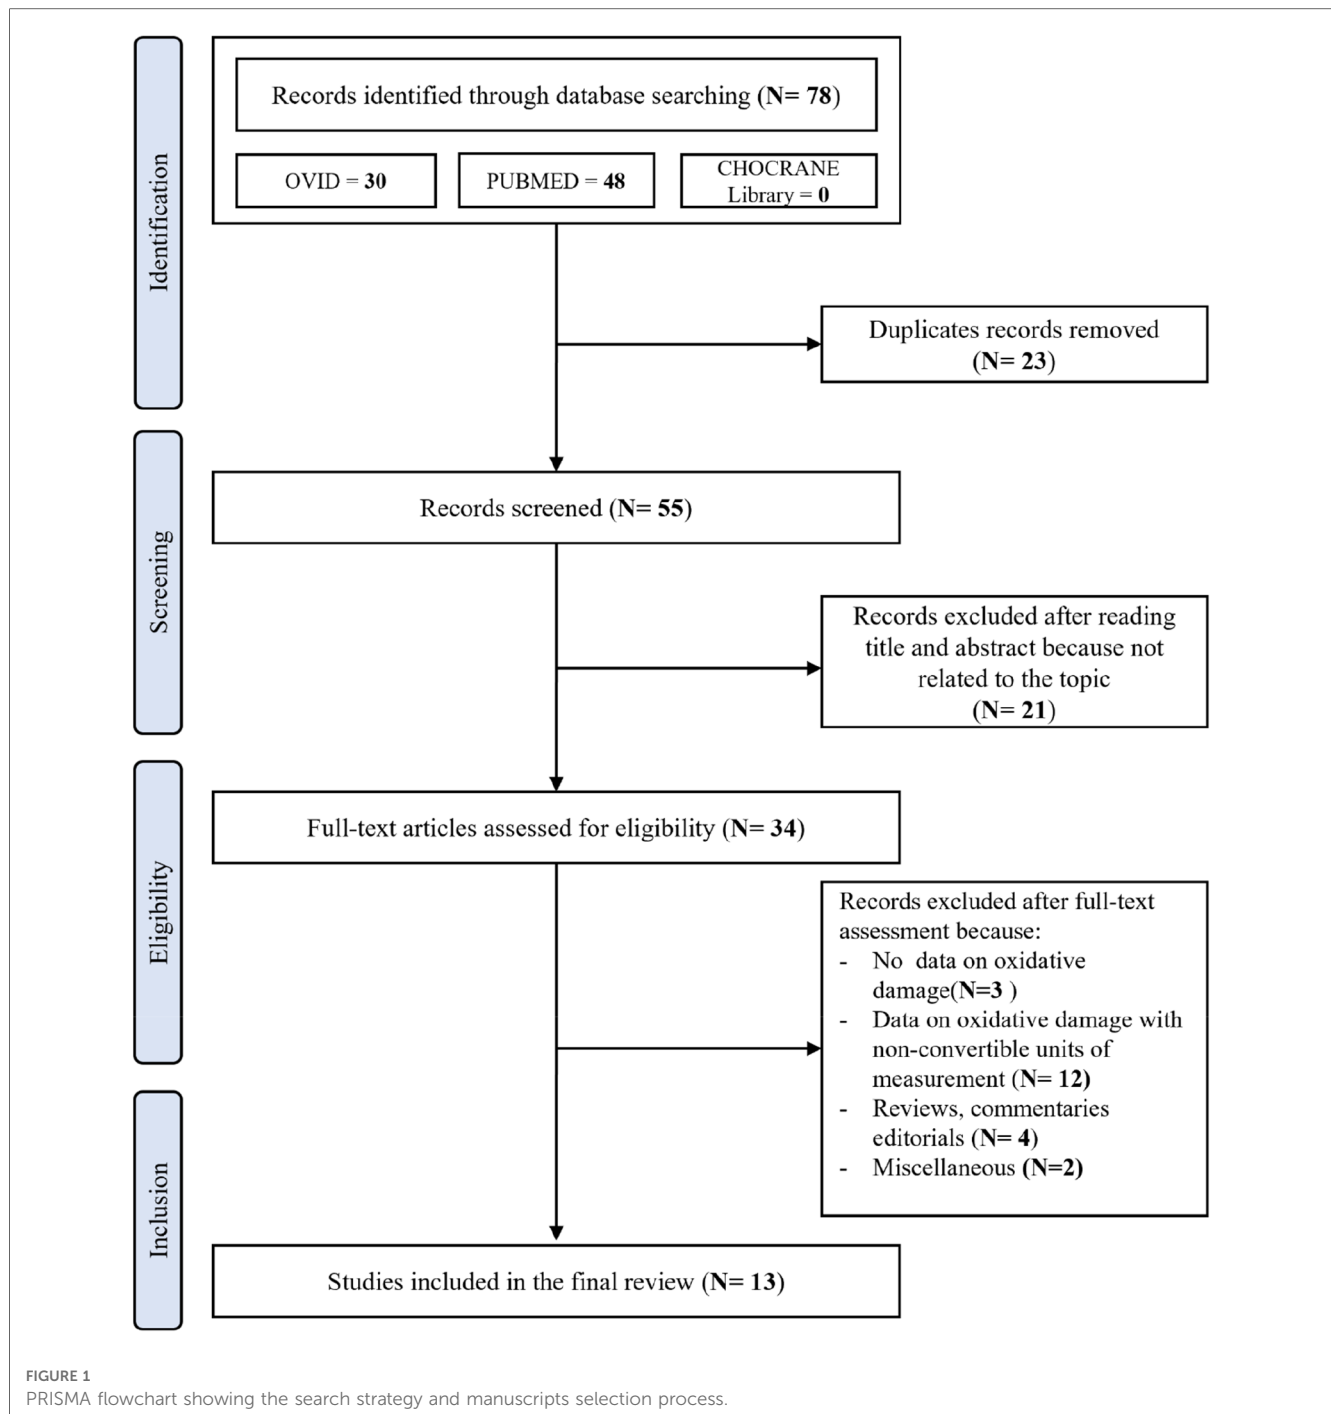 Identification
Records identified through database searching (N= 78)
OVID = 30
PUBMED = 48
CHOCRANE
Library = 0
Duplicates records removed
(N= 23)
Screening
Records screened (N= 55)
Records excluded after reading
title and abstract because not
related to the topic
(N= 21)
Eligibility
Full-text articles assessed for eligibility (N= 34)
Records excluded after full-text
assessment because:
- No data on oxidative
damage(N=3 )
- Data on oxidative damage with
non-convertible units of
measurement (N= 12)
- Reviews, commentaries
editorials (N= 4)
- Miscellaneous (N=2)
Inclusion
Studies included in the final review (N= 13)
FIGURE 1
PRISMA flowchart showing the search strategy and manuscripts selection process.